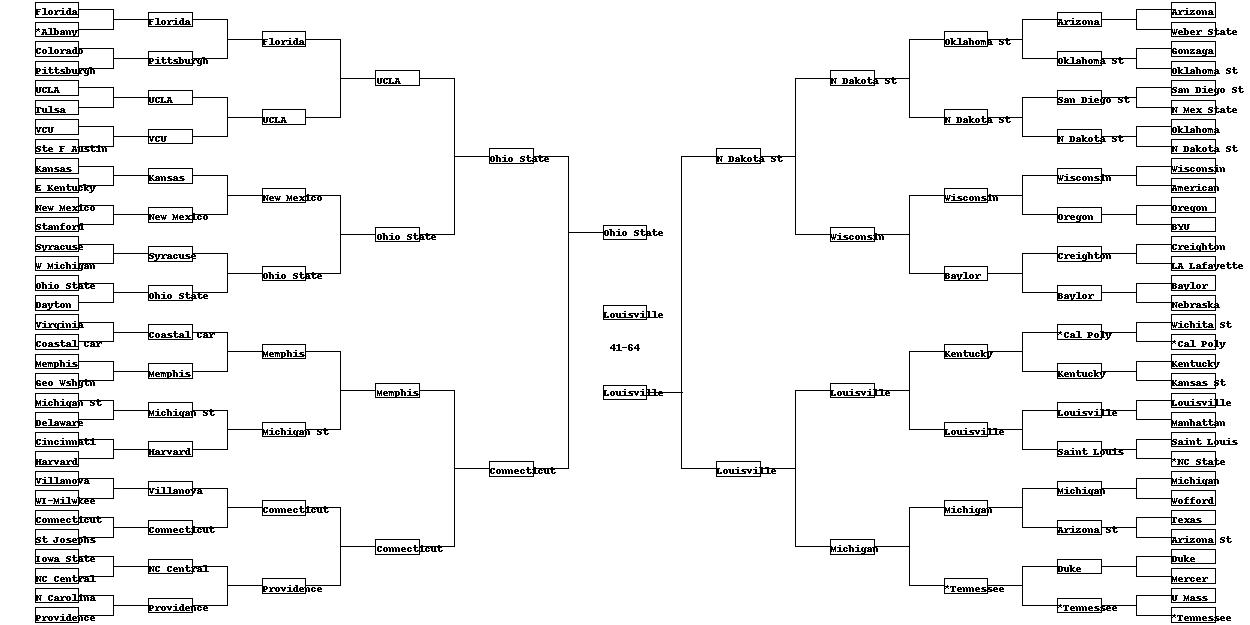 Florida
*Albany
Colorado
Pittsburgh
UCLA
Tulsa
VCU
Ste F Austin
Kansas
E Kentucky
New Mexico
Stanford
Syracuse
W Michigan
Ohio State
Dayton
Virginia
Coastal Car
Memphis
Geo Wshgtn
Michigan St
Delaware
Cincinnati
Harvard
Villanova
WI-Milwkee
Connecticut
St Josephs
Iowa State
NC Central
N Carolina
Providence
Florida
Pittsburgh
UCLA
VCU
Kansas
New Mexico
Syracuse
Ohio State
Coastal Car
Memphis
Michigan St
Harvard
Villanova
Connecticut
NC Central
Providence
Florida
UCLA
New Mexico
Ohio State
Memphis
Michigan St
Connecticut
Providence
UCLA
Ohio State
Memphis
Connecticut
Ohio State
Connecticut
Ohio State
Louisville
41-64
Louisville
N Dakota St
Louisville
N Dakota St
Wisconsin
Louisville
Michigan
Oklahoma St
N Dakota St
Wisconsin
Baylor
Kentucky
Louisville
Michigan
*Tennessee
Arizona
Oklahoma St
San Diego St
N Dakota St
Wisconsin
Oregon
Creighton
Baylor
*Cal Poly
Kentucky
Louisville
Saint Louis
Michigan
Arizona St
Duke
*Tennessee
Arizona
Weber State
Gonzaga
Oklahoma St
San Diego St
N Mex State
Oklahoma
N Dakota St
Wisconsin
American
Oregon
BYU
Creighton
LA Lafayette
Baylor
Nebraska
Wichita St
*Cal Poly
Kentucky
Kansas St
Louisville
Manhattan
Saint Louis
*NC State
Michigan
Wofford
Texas
Arizona St
Duke
Mercer
U Mass
*Tennessee